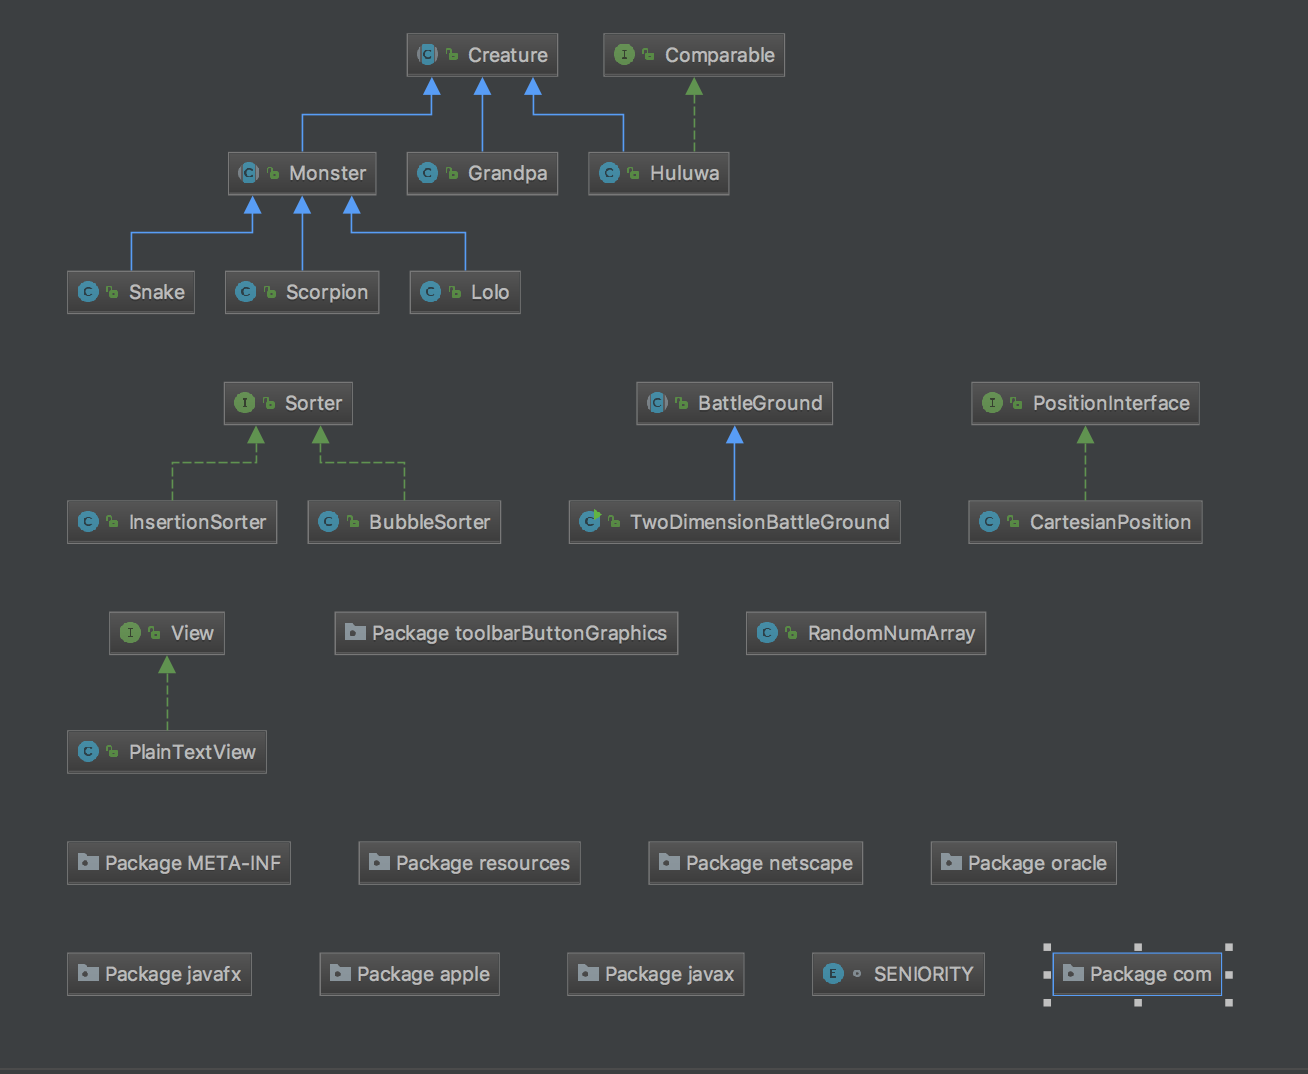 Creature
Comparable
Monster
Grandpa
Huluwa
Snake
Scorpion
Lolo
Sorter
BattleGround
PositionInterface
InsertionSorter
BubbleSorter
TwoDimensionBattleGround
CartesianPosition
View
Package toolbarButtonGraphics
RandomNumArray
PlainTextView
Package META-INF
Package resources
Package netscape
Package oracle
Package javafx
Package apple
Package javax
SENIORITY
Package com